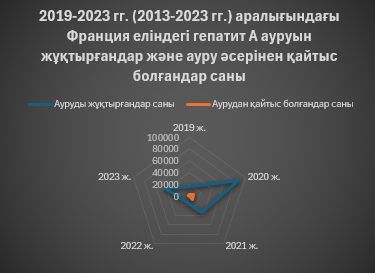 2019-2023 гг. (2013-2023 гг.) аралығындағы
Франция еліндегі гепатит А ауруын
жұқтырғандар және ауру әсерінен қайтыс
болғандар саны
Ауруды жұқтырғандар саны Аурудан қайтыс болғандар саны
2019 ж.
100000
80000
60000
40000
20000
0
2020 ж.
2021 ж.
2022 ж.
2023 ж.